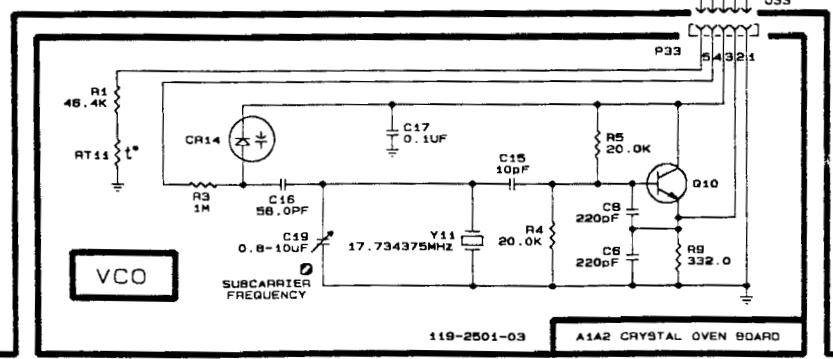 J33
P33
5 4 3 2 1
R1
46.4K
RT11 t°
CR14
C17
0.1UF
R5
20.0K
C15
10pF
Q10
R3
1M
C16
56.0PF
C8
220pF
C19
0.8-10UF
Y11
17.734375MHz
R4
20.0K
C6
220pF
R9
332.0
VCO
SUBCARRIER
FREQUENCY
119-2501-03
A1A2 CRYSTAL OVEN BOARD